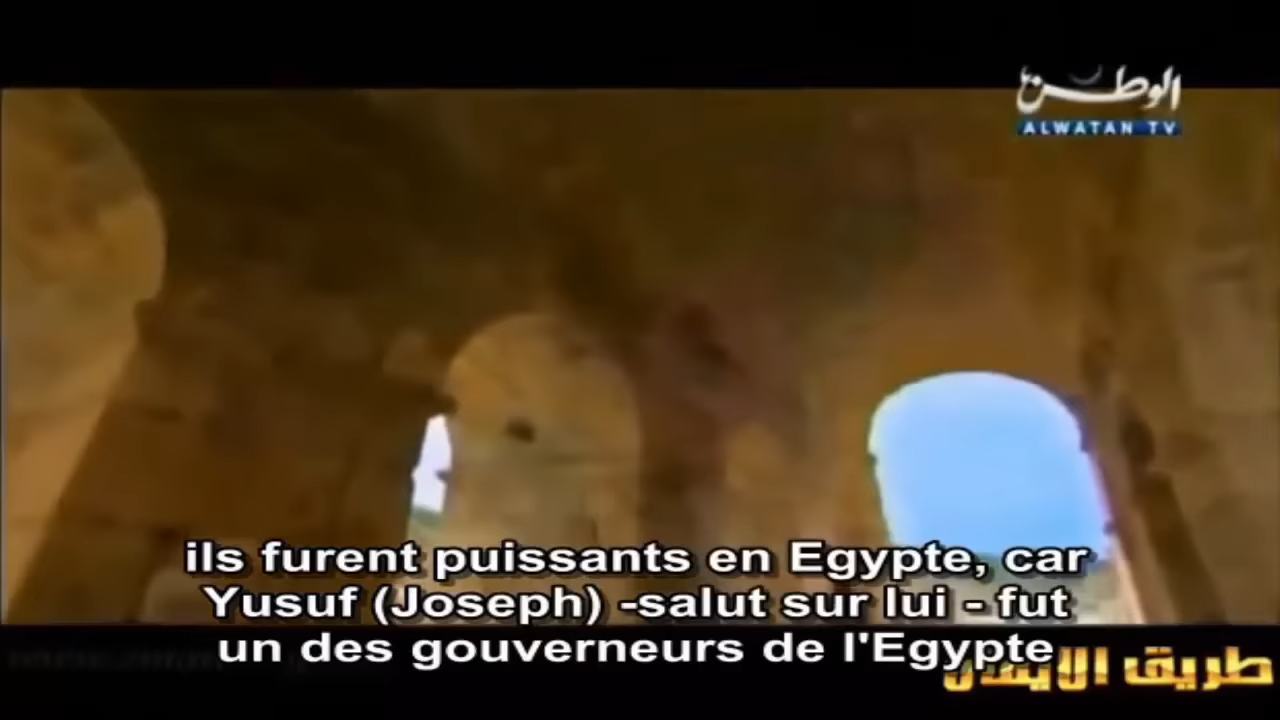 الوطن
ALWATAN TV
ils furent puissants en Egypte, car
Yusuf (Joseph) -salut sur lui - fut
un des gouverneurs de l'Egypte
طريق الايمان